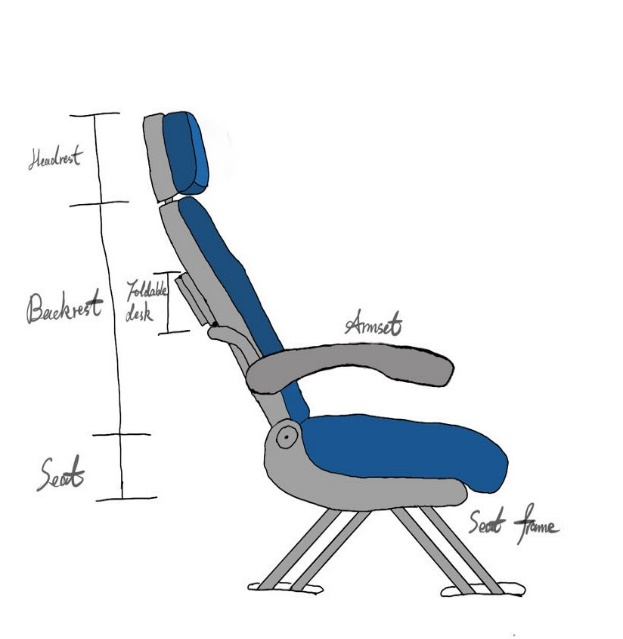 Headrest
Backrest
Foldable
desk
Armset
Seat
Seat frame